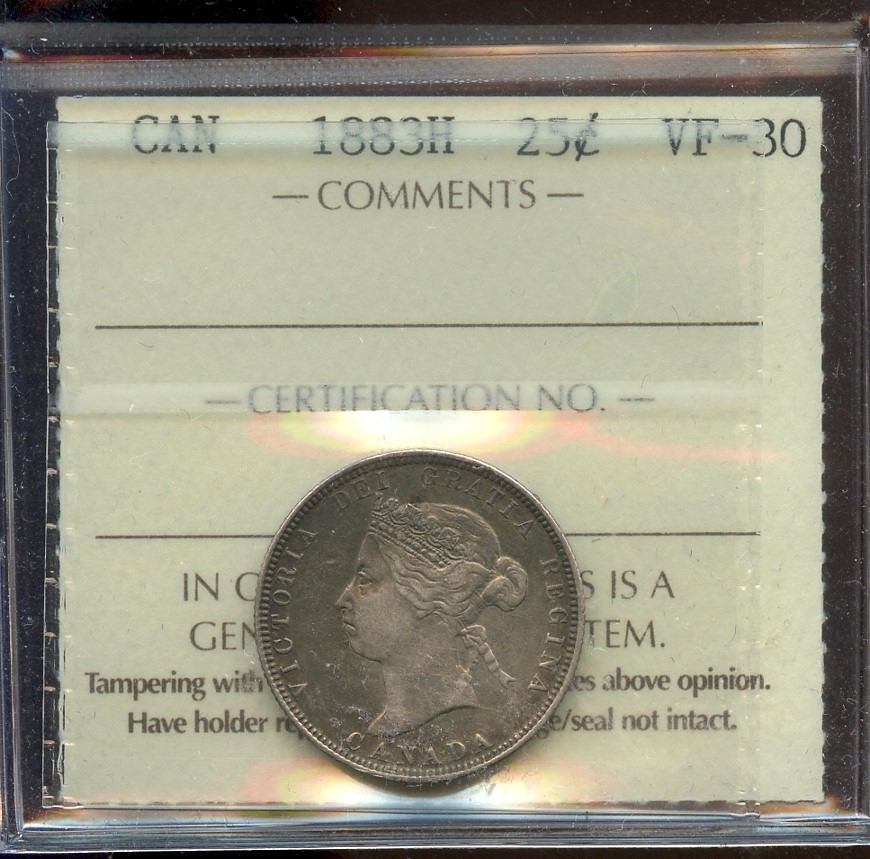 CAN 1883H 25¢ VF-30
— COMMENTS —
— CERTIFICATION NO. —
VICTORIA DEI GRATIA REGINA
CANADA
IN S IS A
GEN TEM.
Tampering with es above opinion.
Have holder re ge/seal not intact.